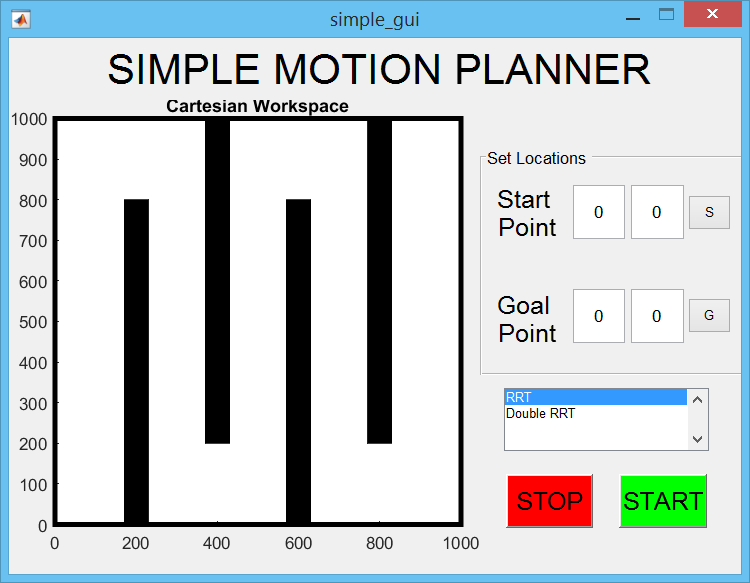 simple_gui
SIMPLE MOTION PLANNER
Cartesian Workspace
1000
900
800
700
600
500
400
300
200
100
0
0 200 400 600 800 1000
Set Locations
Start
Point
0 0 S
Goal
Point
0 0 G
RRT
Double RRT
STOP START